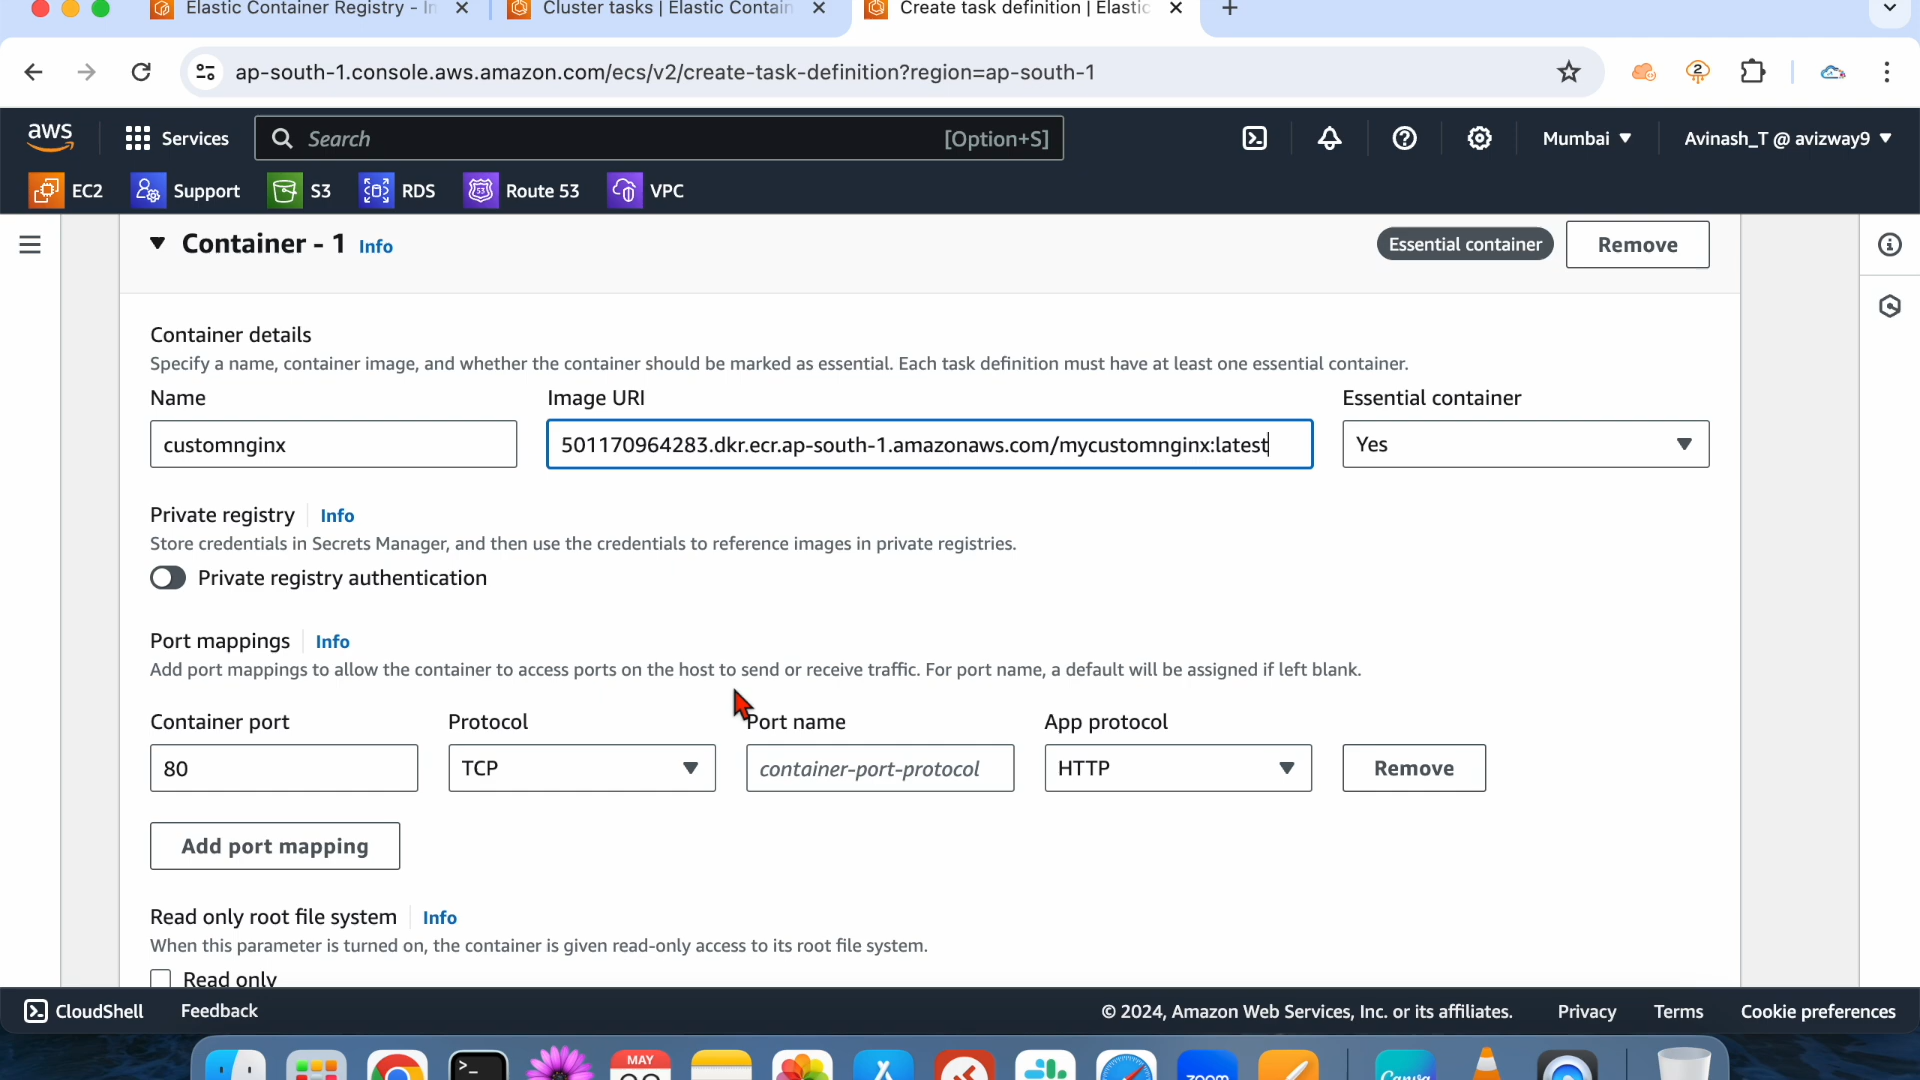 Elastic Container Registry - In
Cluster tasks | Elastic Contain
Create task definition | Elastic
ap-south-1.console.aws.amazon.com/ecs/v2/create-task-definition?region=ap-south-1
2
aws
Services
Search
[Option+S]
Mumbai
Avinash_T @ avizway9
EC2
Support
S3
RDS
53
Route 53
VPC
Container - 1 Info
Essential container
Remove
Container details
Specify a name, container image, and whether the container should be marked as essential. Each task definition must have at least one essential container.
Name
Image URI
Essential container
customnginx
501170964283.dkr.ecr.ap-south-1.amazonaws.com/mycustomnginx:latest
Yes
Private registry Info
Store credentials in Secrets Manager, and then use the credentials to reference images in private registries.
Private registry authentication
Port mappings Info
Add port mappings to allow the container to access ports on the host to send or receive traffic. For port name, a default will be assigned if left blank.
Container port
Protocol
Port name
App protocol
80
TCP
container-port-protocol
HTTP
Remove
Add port mapping
Read only root file system Info
When this parameter is turned on, the container is given read-only access to its root file system.
Read only
CloudShell
Feedback
© 2024, Amazon Web Services, Inc. or its affiliates.
Privacy
Terms
Cookie preferences
MAY
zoom
Canva